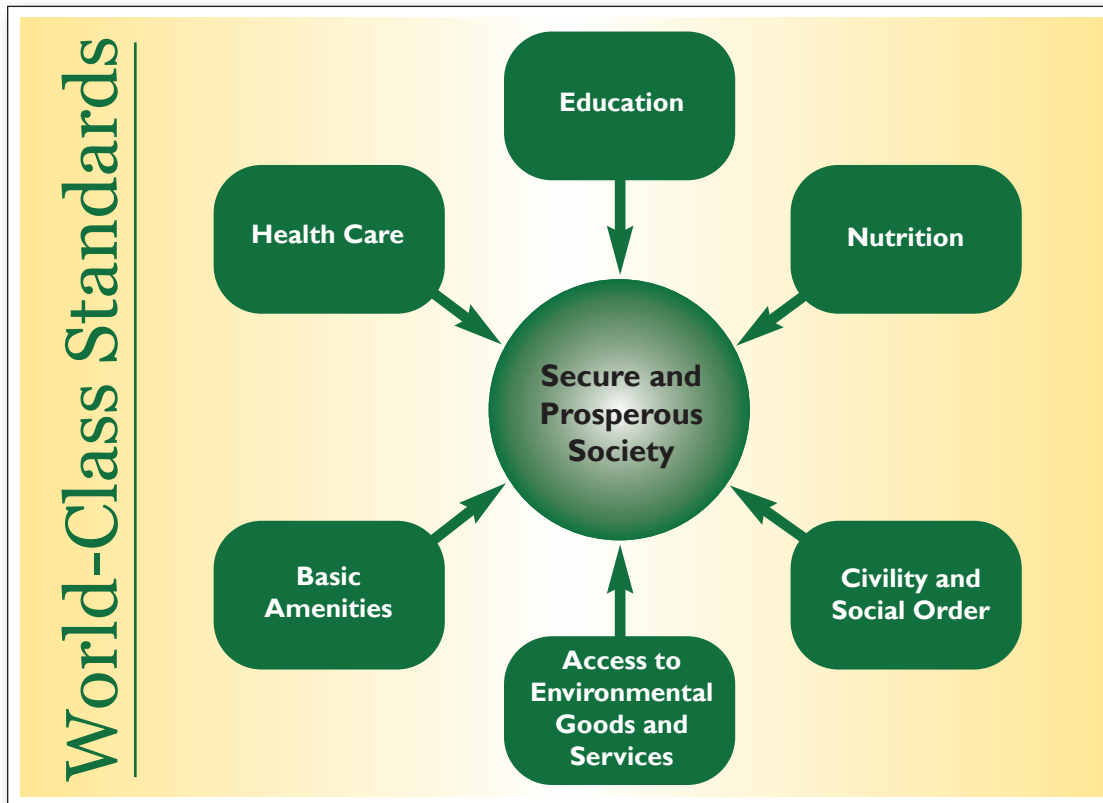 World-Class Standards
Education
Health Care
Nutrition
Secure and
Prosperous
Society
Basic
Amenities
Civility and
Social Order
Access to
Environmental
Goods and
Services